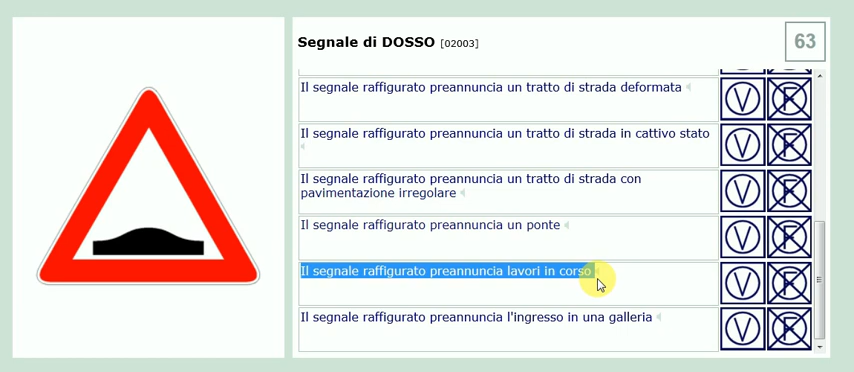 Segnale di DOSSO [02003]
63
Il segnale raffigurato preannuncia un tratto di strada deformata
V F
Il segnale raffigurato preannuncia un tratto di strada in cattivo stato
V F
Il segnale raffigurato preannuncia un tratto di strada con
pavimentazione irregolare
V F
Il segnale raffigurato preannuncia un ponte
V F
Il segnale raffigurato preannuncia lavori in corso
V F
Il segnale raffigurato preannuncia l'ingresso in una galleria
V F